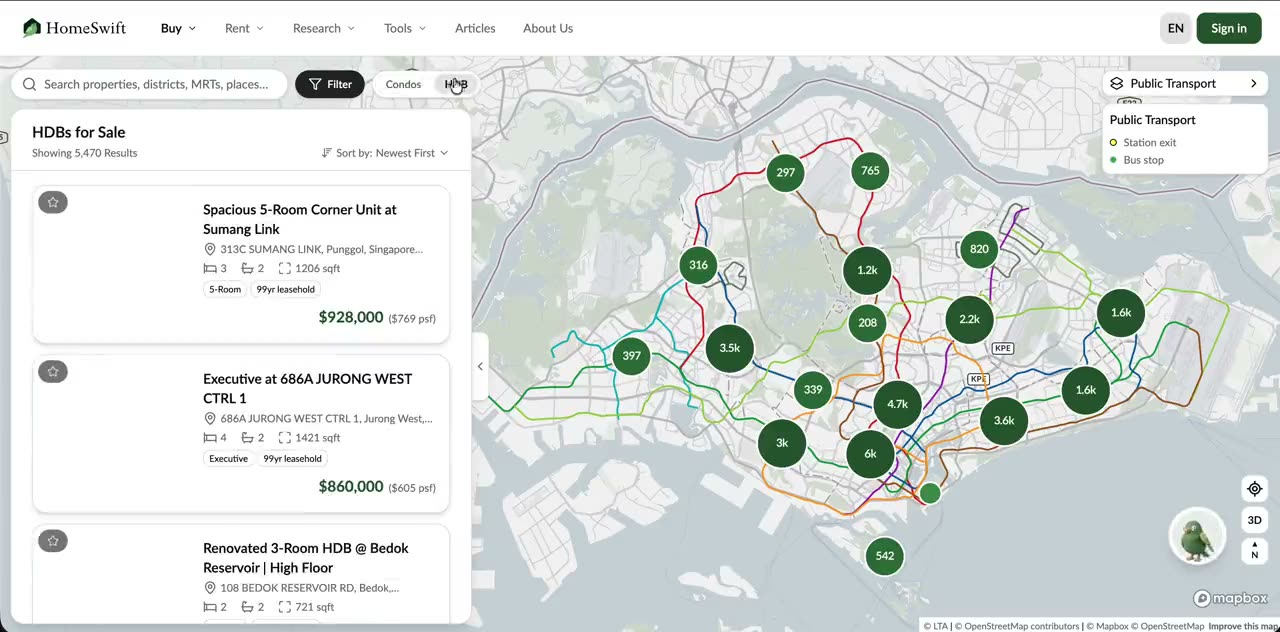 HomeSwift
Buy
Rent
Research
Tools
Articles
About Us
EN
Sign in
Search properties, districts, MRTs, places...
Filter
Condos
HDB
Public Transport
Public Transport
Station exit
Bus stop
HDBs for Sale
Showing 5,470 Results
Sort by: Newest First
Spacious 5-Room Corner Unit at
Sumang Link
313C SUMANG LINK, Punggol, Singapore...
3 2 1206 sqft
5-Room 99yr leasehold
$928,000 ($769 psf)
Executive at 686A JURONG WEST
CTRL 1
686A JURONG WEST CTRL 1, Jurong West,...
4 2 1421 sqft
Executive 99yr leasehold
$860,000 ($605 psf)
Renovated 3-Room HDB @ Bedok
Reservoir | High Floor
108 BEDOK RESERVOIR RD, Bedok,...
2 2 721 sqft
297
765
820
316
1.2k
208
2.2k
1.6k
KPE
397
3.5k
339
KPE
1.6k
4.7k
3.6k
3k
6k
542
3D
N
mapbox
© LTA | © OpenStreetMap contributors | © Mapbox © OpenStreetMap Improve this map